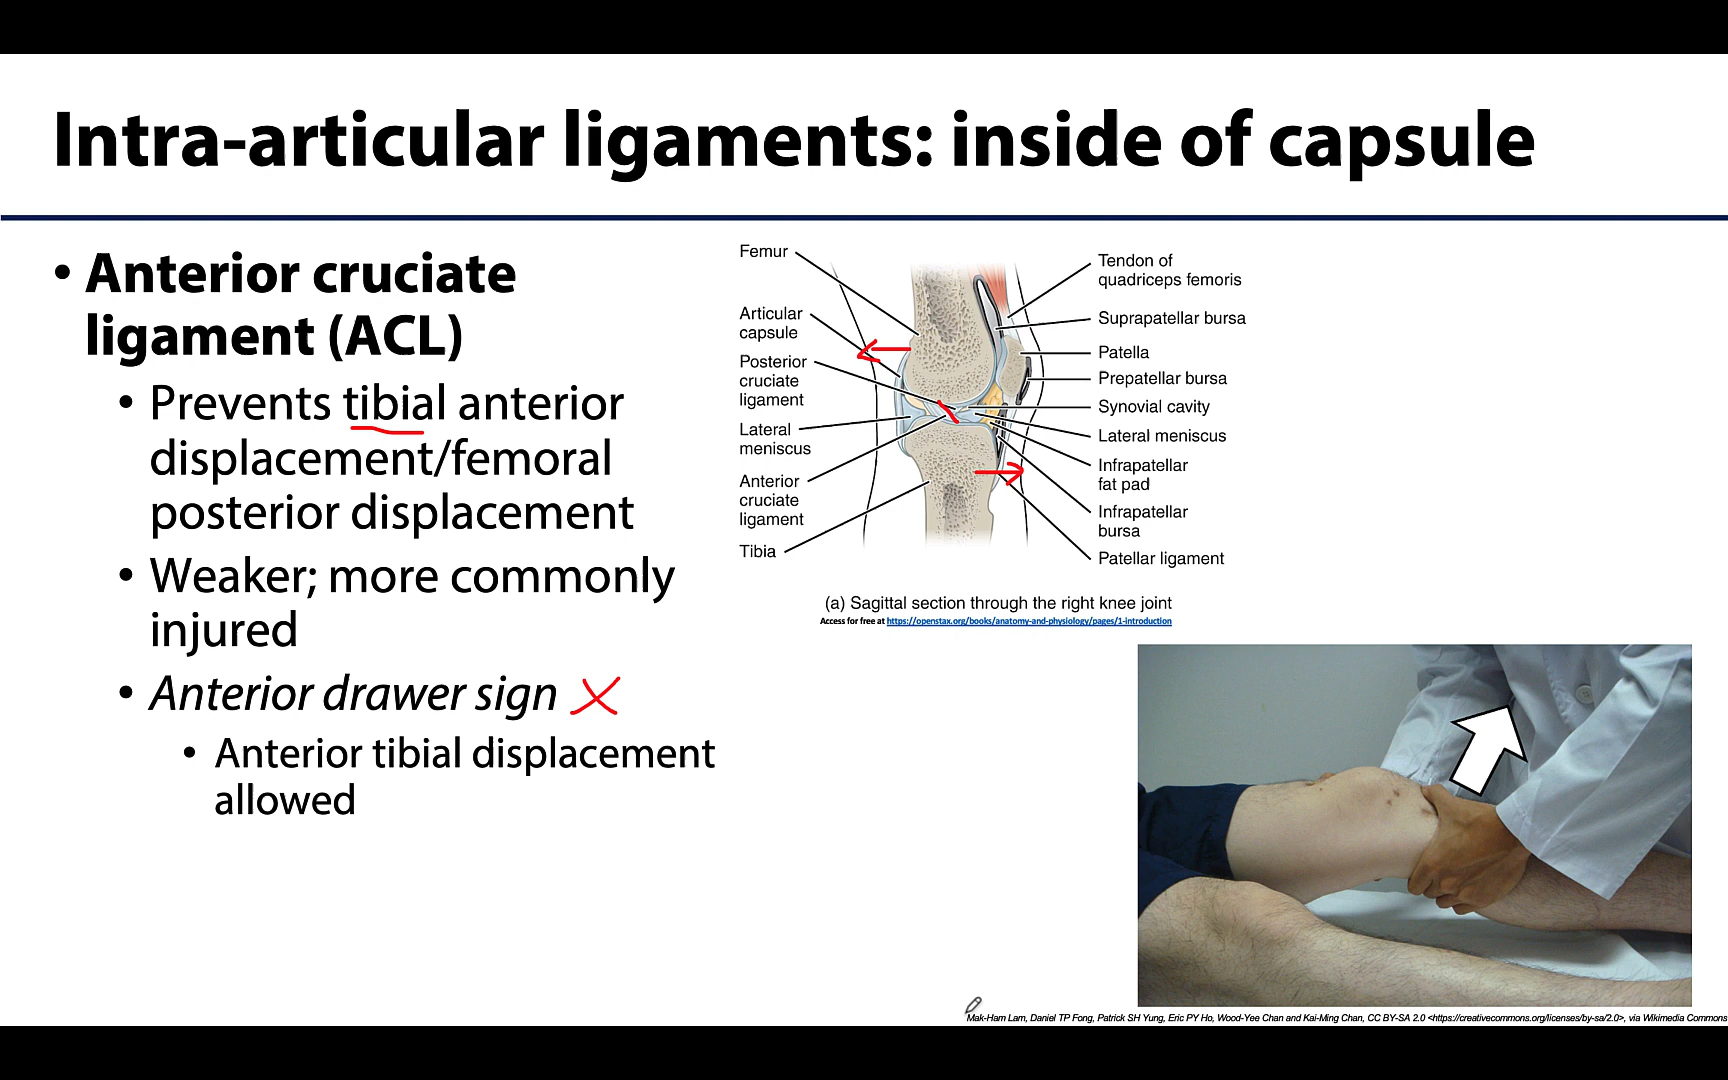 Intra-articular ligaments: inside of capsule
• Anterior cruciate
ligament (ACL)
• Prevents tibial anterior
displacement/femoral
posterior displacement
• Weaker; more commonly
injured
• Anterior drawer sign
• Anterior tibial displacement
allowed
Femur
Articular
capsule
Posterior
cruciate
ligament
Lateral
meniscus
Anterior
cruciate
ligament
Tibia
Tendon of
quadriceps femoris
Suprapatellar bursa
Patella
Prepatellar bursa
Synovial cavity
Lateral meniscus
Infrapatellar
fat pad
Infrapatellar
bursa
Patellar ligament
(a) Sagittal section through the right knee joint
Access for free at https://openstax.org/books/anatomy-and-physiology/pages/1-introduction
Mak-Ham Lam, Daniel TP Fong, Patrick SH Yung, Eric PY Ho, Wood-Yee Chan and Kai-Ming Chan, CC BY-SA 2.0 <https://creativecommons.org/licenses/by-sa/2.0>, via Wikimedia Commons